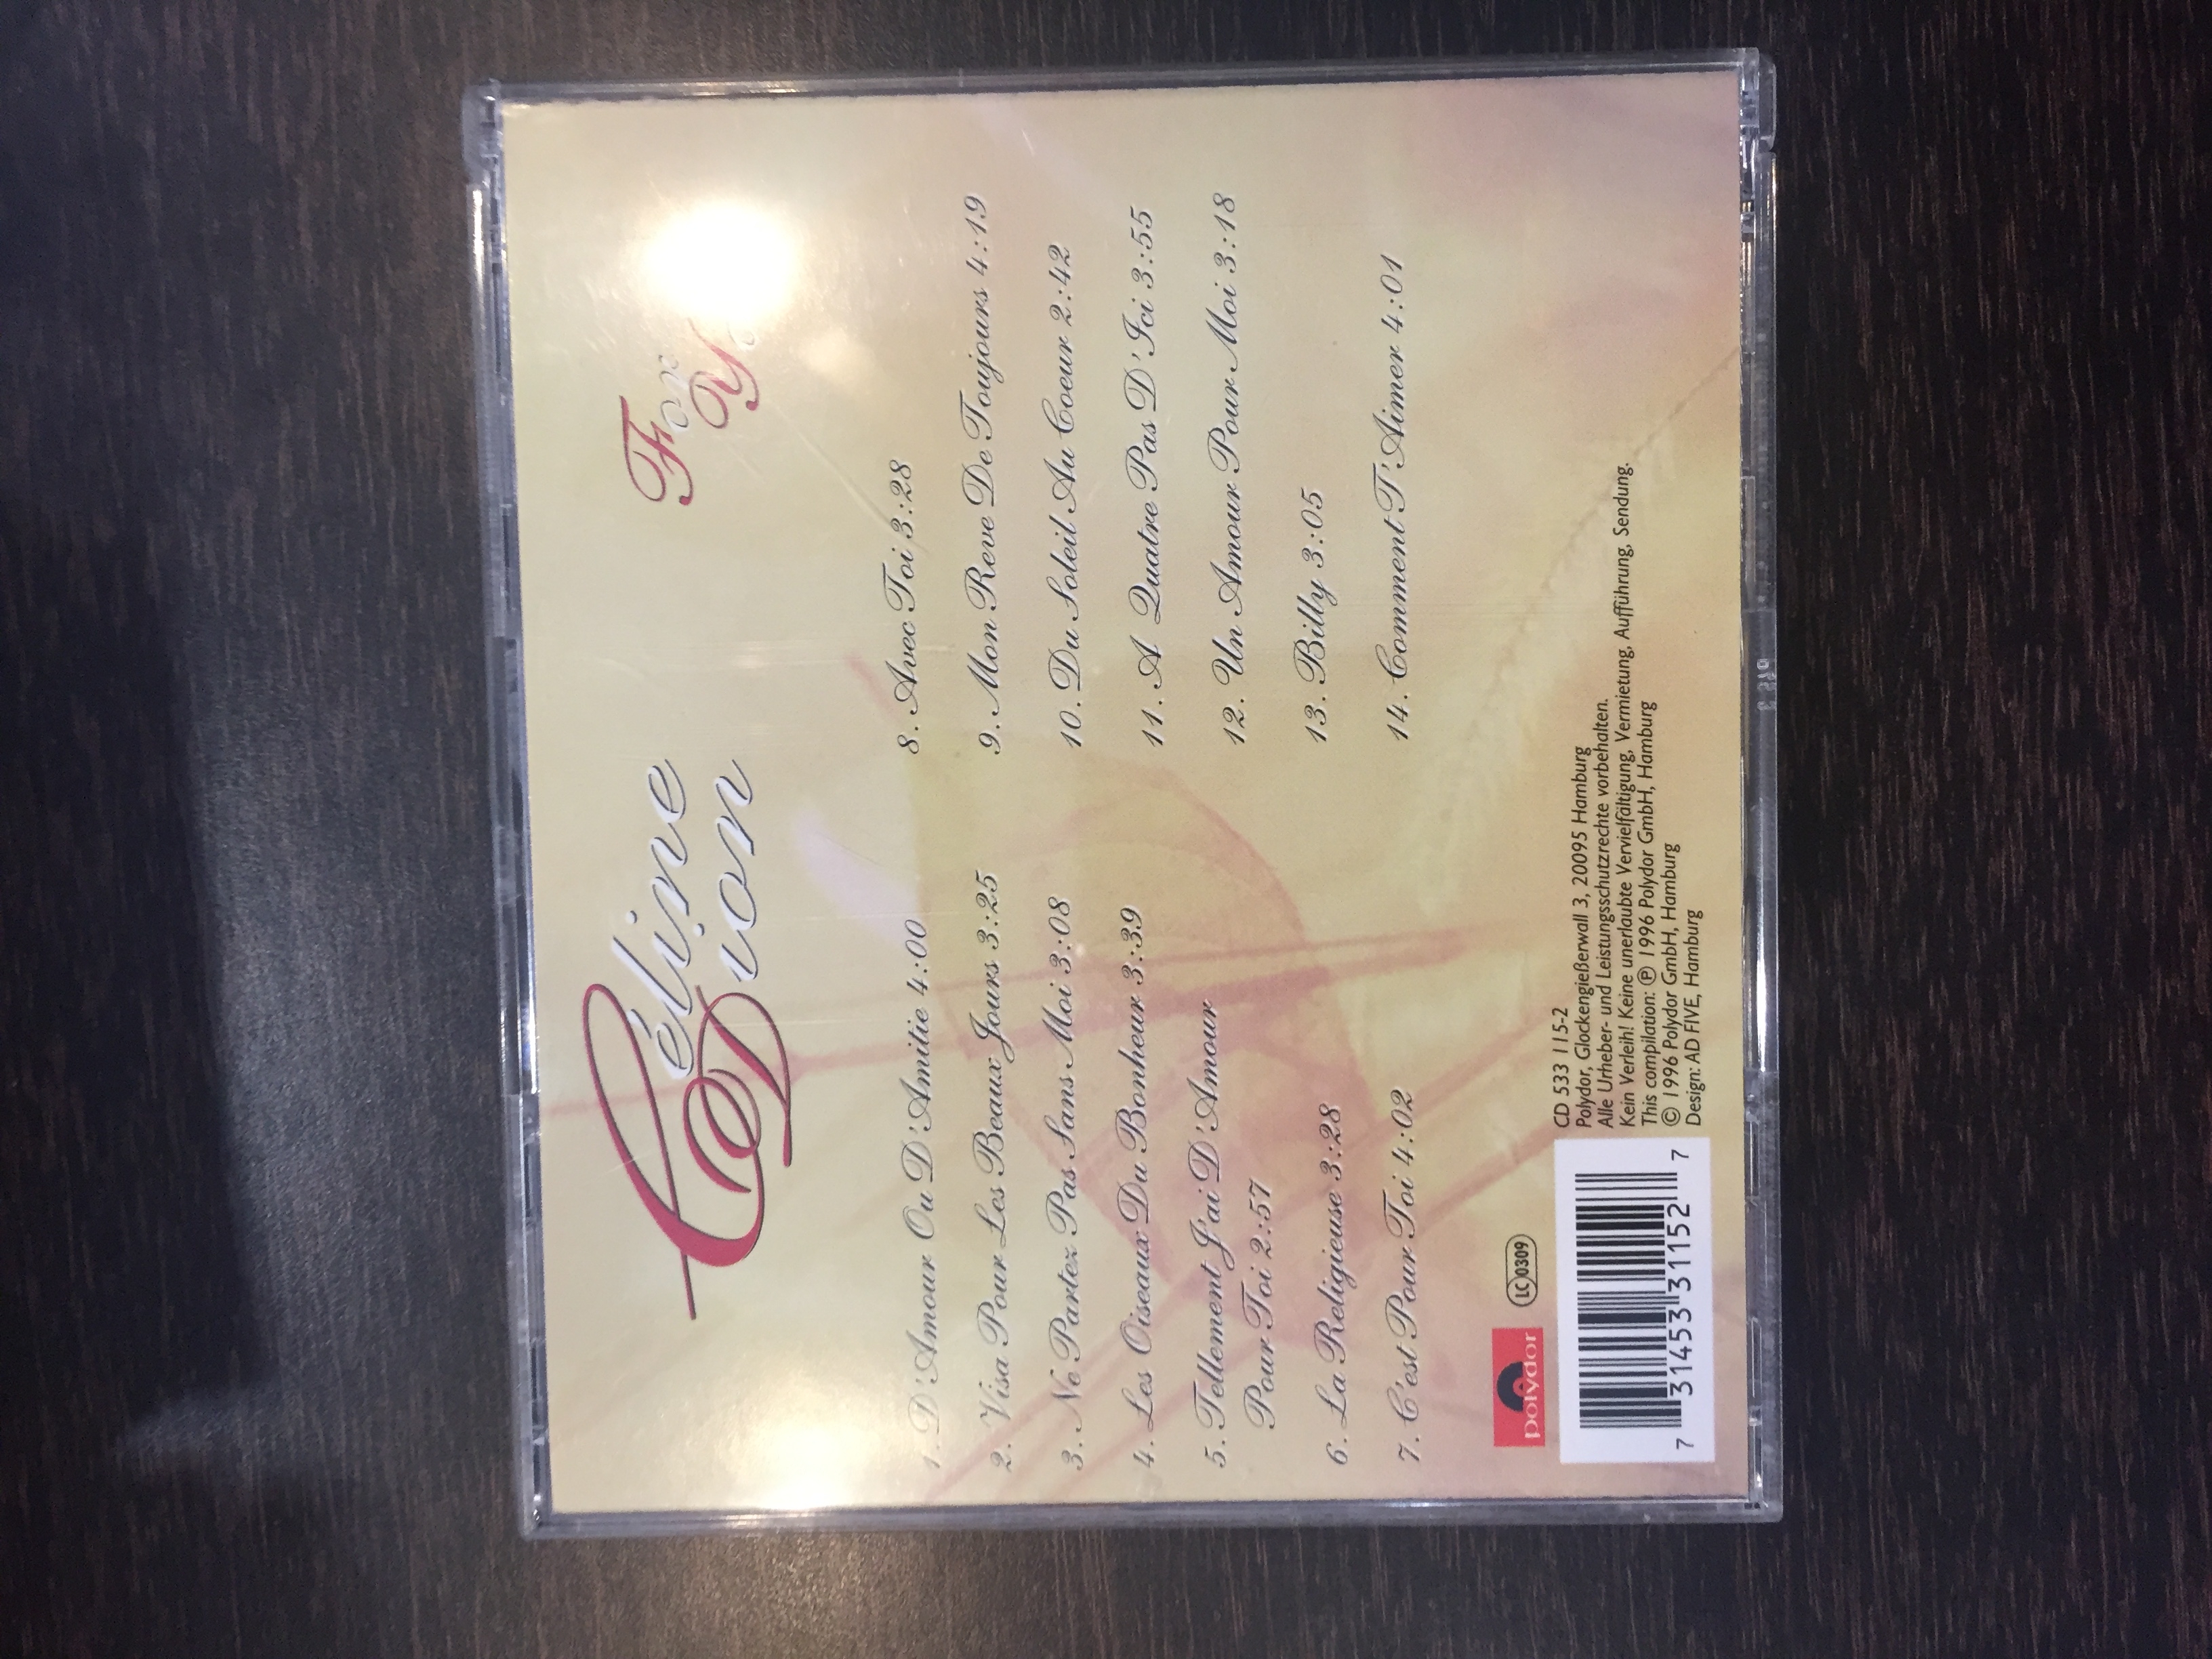 Céline
Dion
For
1. D'Amour Ou D'Amitie 4:00
2. Visa Pour Les Beaux Jours 3:25
3. Ne Partez Pas Sans Moi 3:08
4. Les Oiseaux Du Bonheur 3:39
5. Tellement J'ai D'Amour
Pour Toi 2:57
6. La Religieuse 3:28
7. C'est Pour Toi 4:02
8. Avec Toi 3:28
9. Mon Reve De Toujours 4:19
10. Du Soleil Au Coeur 2:42
11. A Quatre Pas D'Ici 3:55
12. Un Amour Pour Moi 3:18
13. Billy 3:05
14. Comment T'Aimer 4:01
polydor
LC 0309
7 31453 31152 7
CD 533 115-2
Polydor, Glockengießerwall 3, 20095 Hamburg
Alle Urheber- und Leistungsschutzrechte vorbehalten.
Kein Verleih! Keine unerlaubte Vervielfältigung, Vermietung, Aufführung, Sendung.
This compilation: ℗ 1996 Polydor GmbH, Hamburg
© 1996 Polydor GmbH, Hamburg
Design: AD FIVE, Hamburg